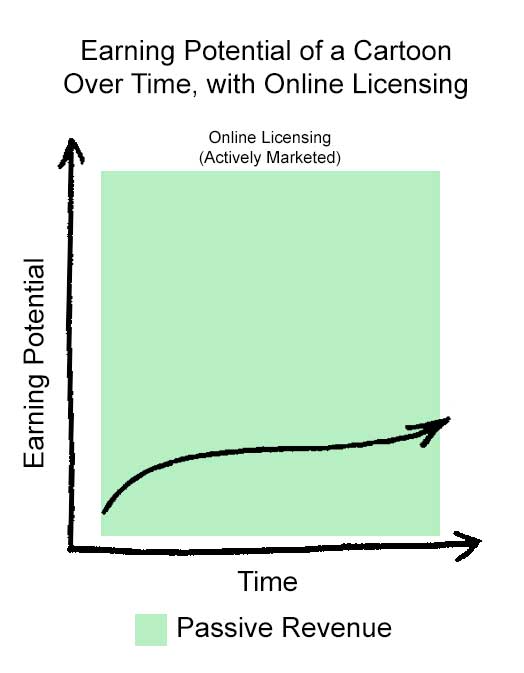 Earning Potential of a Cartoon
Over Time, with Online Licensing
Online Licensing
(Actively Marketed)
Earning Potential
Time
Passive Revenue